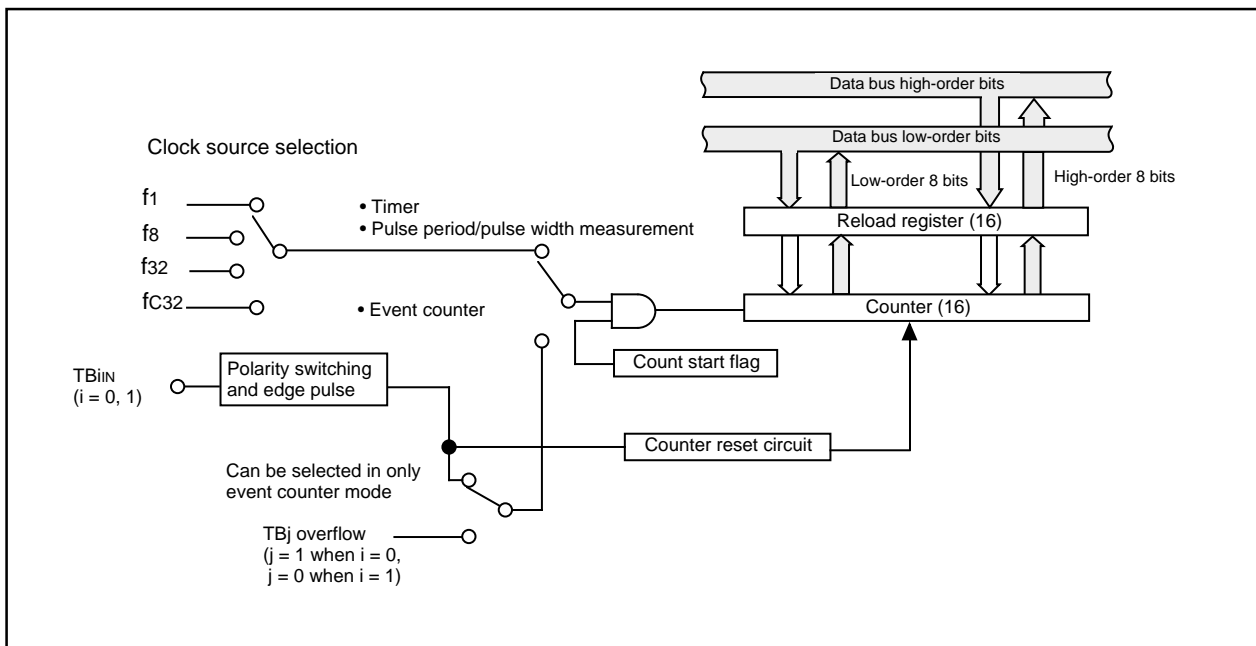 Data bus high-order bits
Data bus low-order bits
Clock source selection
Low-order 8 bits
High-order 8 bits
f1
• Timer
Reload register (16)
• Pulse period/pulse width measurement
f8
f32
fC32
• Event counter
Counter (16)
Count start flag
TBiIN
(i = 0, 1)
Polarity switching
and edge pulse
Counter reset circuit
Can be selected in only
event counter mode
TBj overflow
(j = 1 when i = 0,
j = 0 when i = 1)